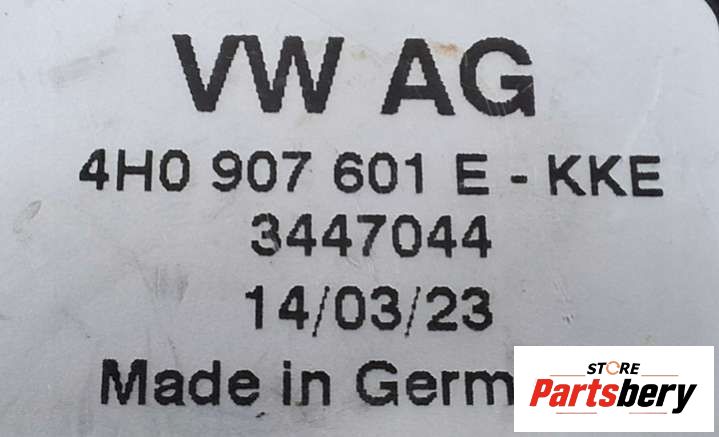 VW AG
4H0 907 601 E - KKE
3447044
14/03/23
Made in Germ
STORE
Partsbery